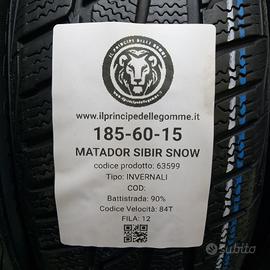 IL PRINCIPE DELLE GOMME
www.ilprincipedellegomme.it
185-60-15
MATADOR SIBIR SNOW
codice prodotto: 63599
Tipo: INVERNALI
COD:
Battistrada: 90%
Codice Velocità: 84T
FILA: 12
subito